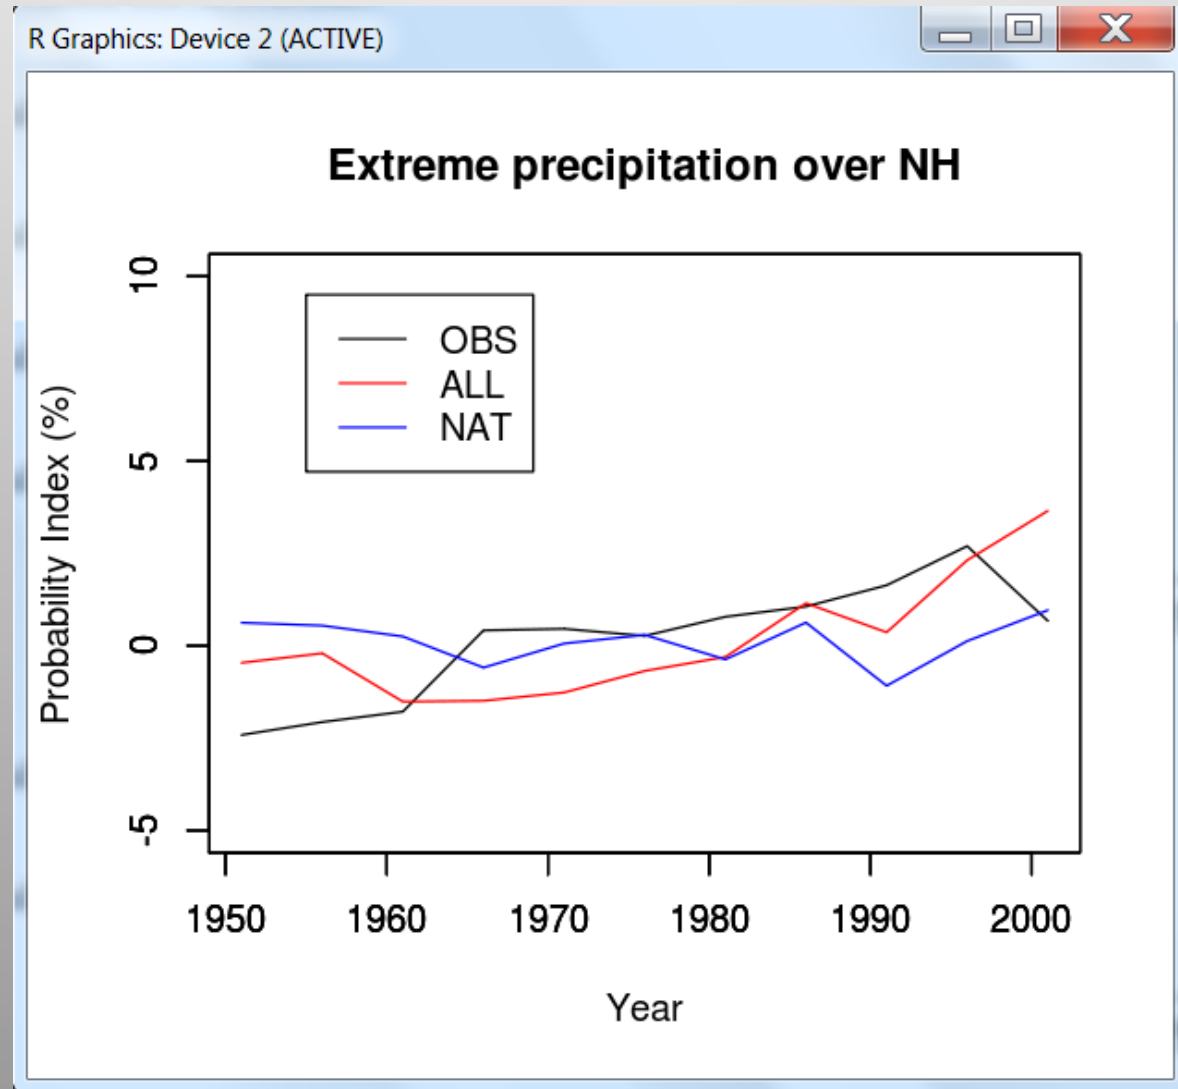 R Graphics: Device 2 (ACTIVE)
Extreme precipitation over NH
Probability Index (%)
10
5
0
-5
OBS
ALL
NAT
1950 1960 1970 1980 1990 2000
Year